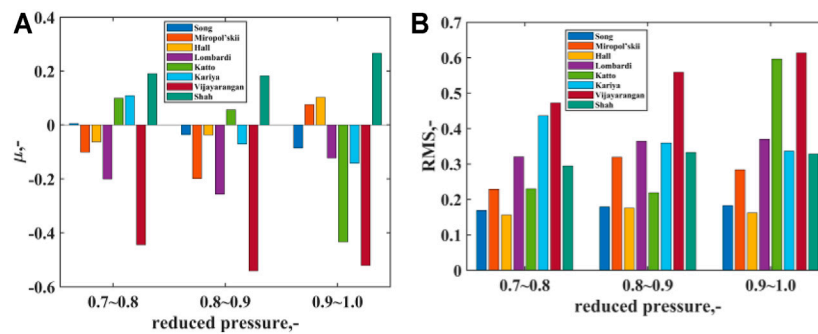 A
0.4
0.2
0
-0.2
-0.4
-0.6
μ,-
Song
Miropol'skii
Hall
Lombardi
Katto
Kariya
Vijayarangan
Shah
0.7~0.8
0.8~0.9
0.9~1.0
reduced pressure,-
B
0.7
0.6
0.5
0.4
0.3
0.2
0.1
0
RMS,-
Song
Miropol'skii
Hall
Lombardi
Katto
Kariya
Vijayarangan
Shah
0.7~0.8
0.8~0.9
0.9~1.0
reduced pressure,-